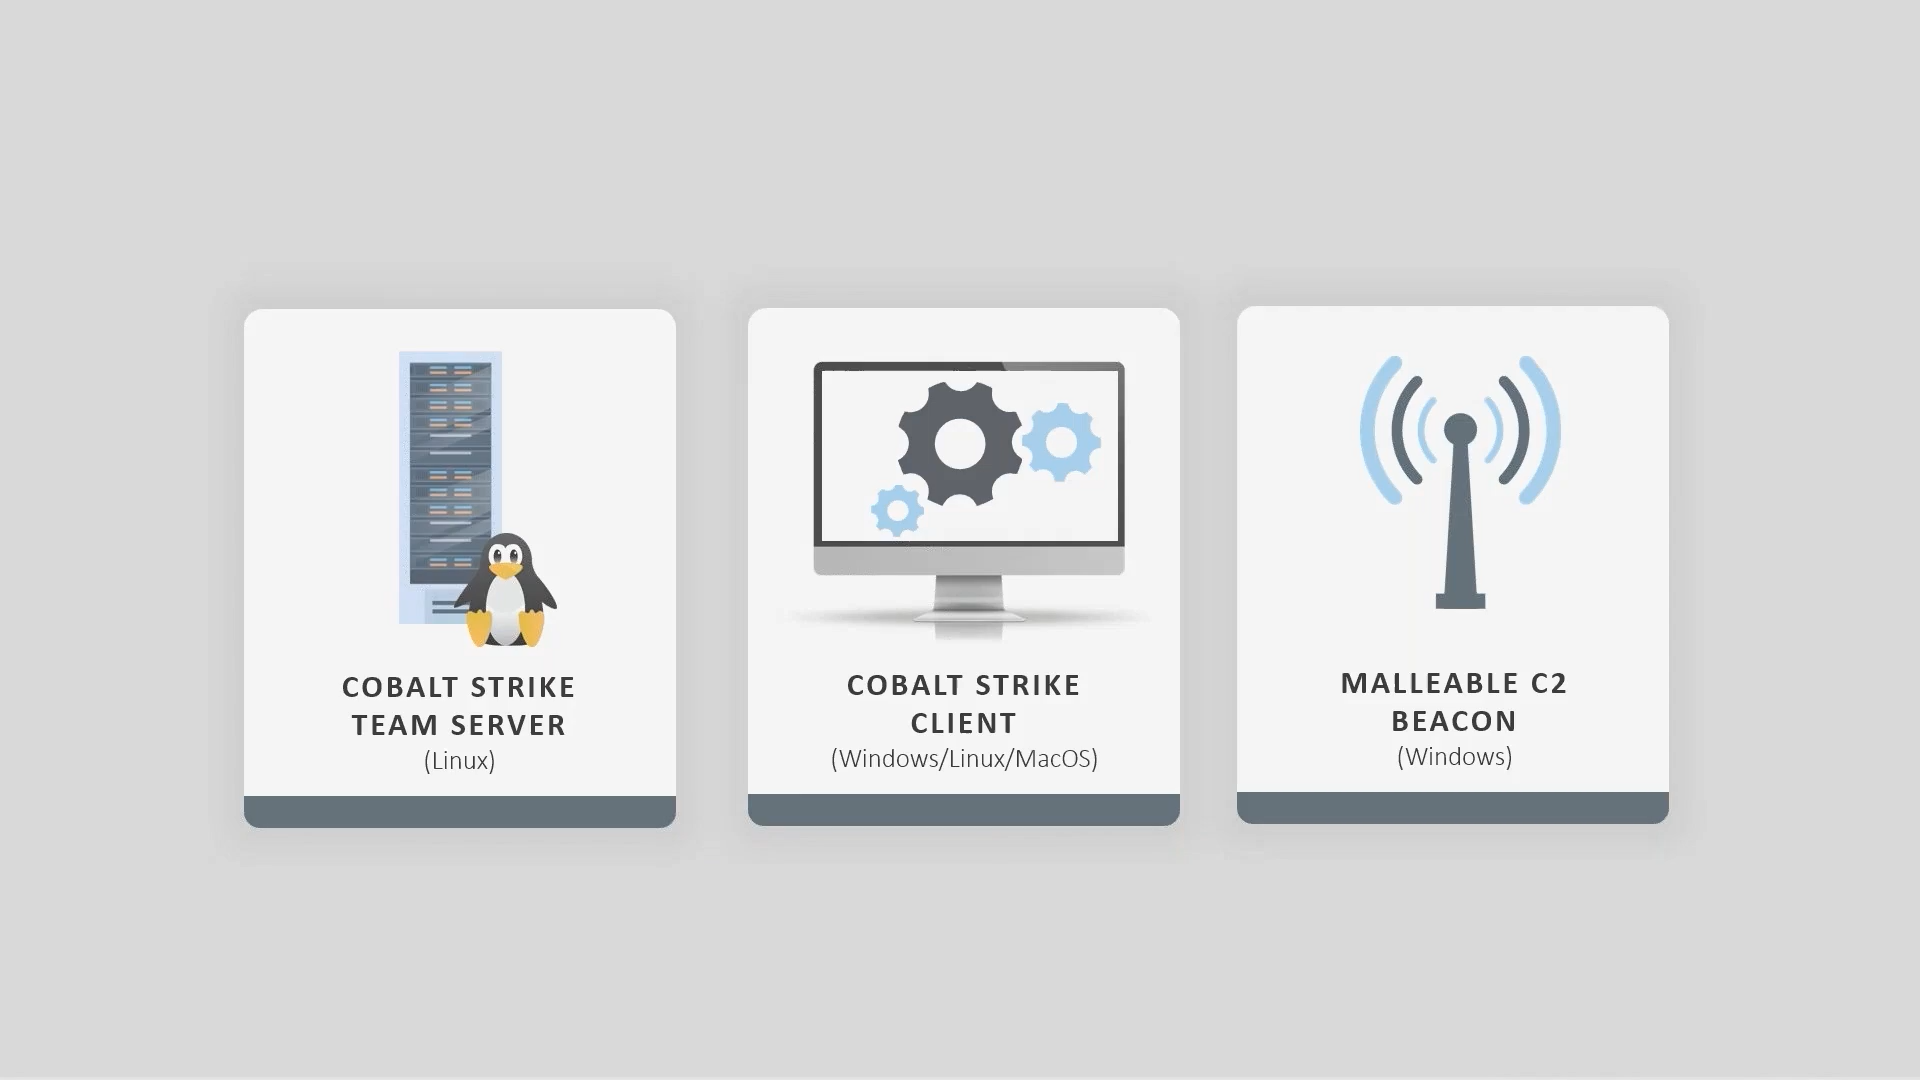 COBALT STRIKE
TEAM SERVER
(Linux)
COBALT STRIKE
CLIENT
(Windows/Linux/MacOS)
MALLEABLE C2
BEACON
(Windows)